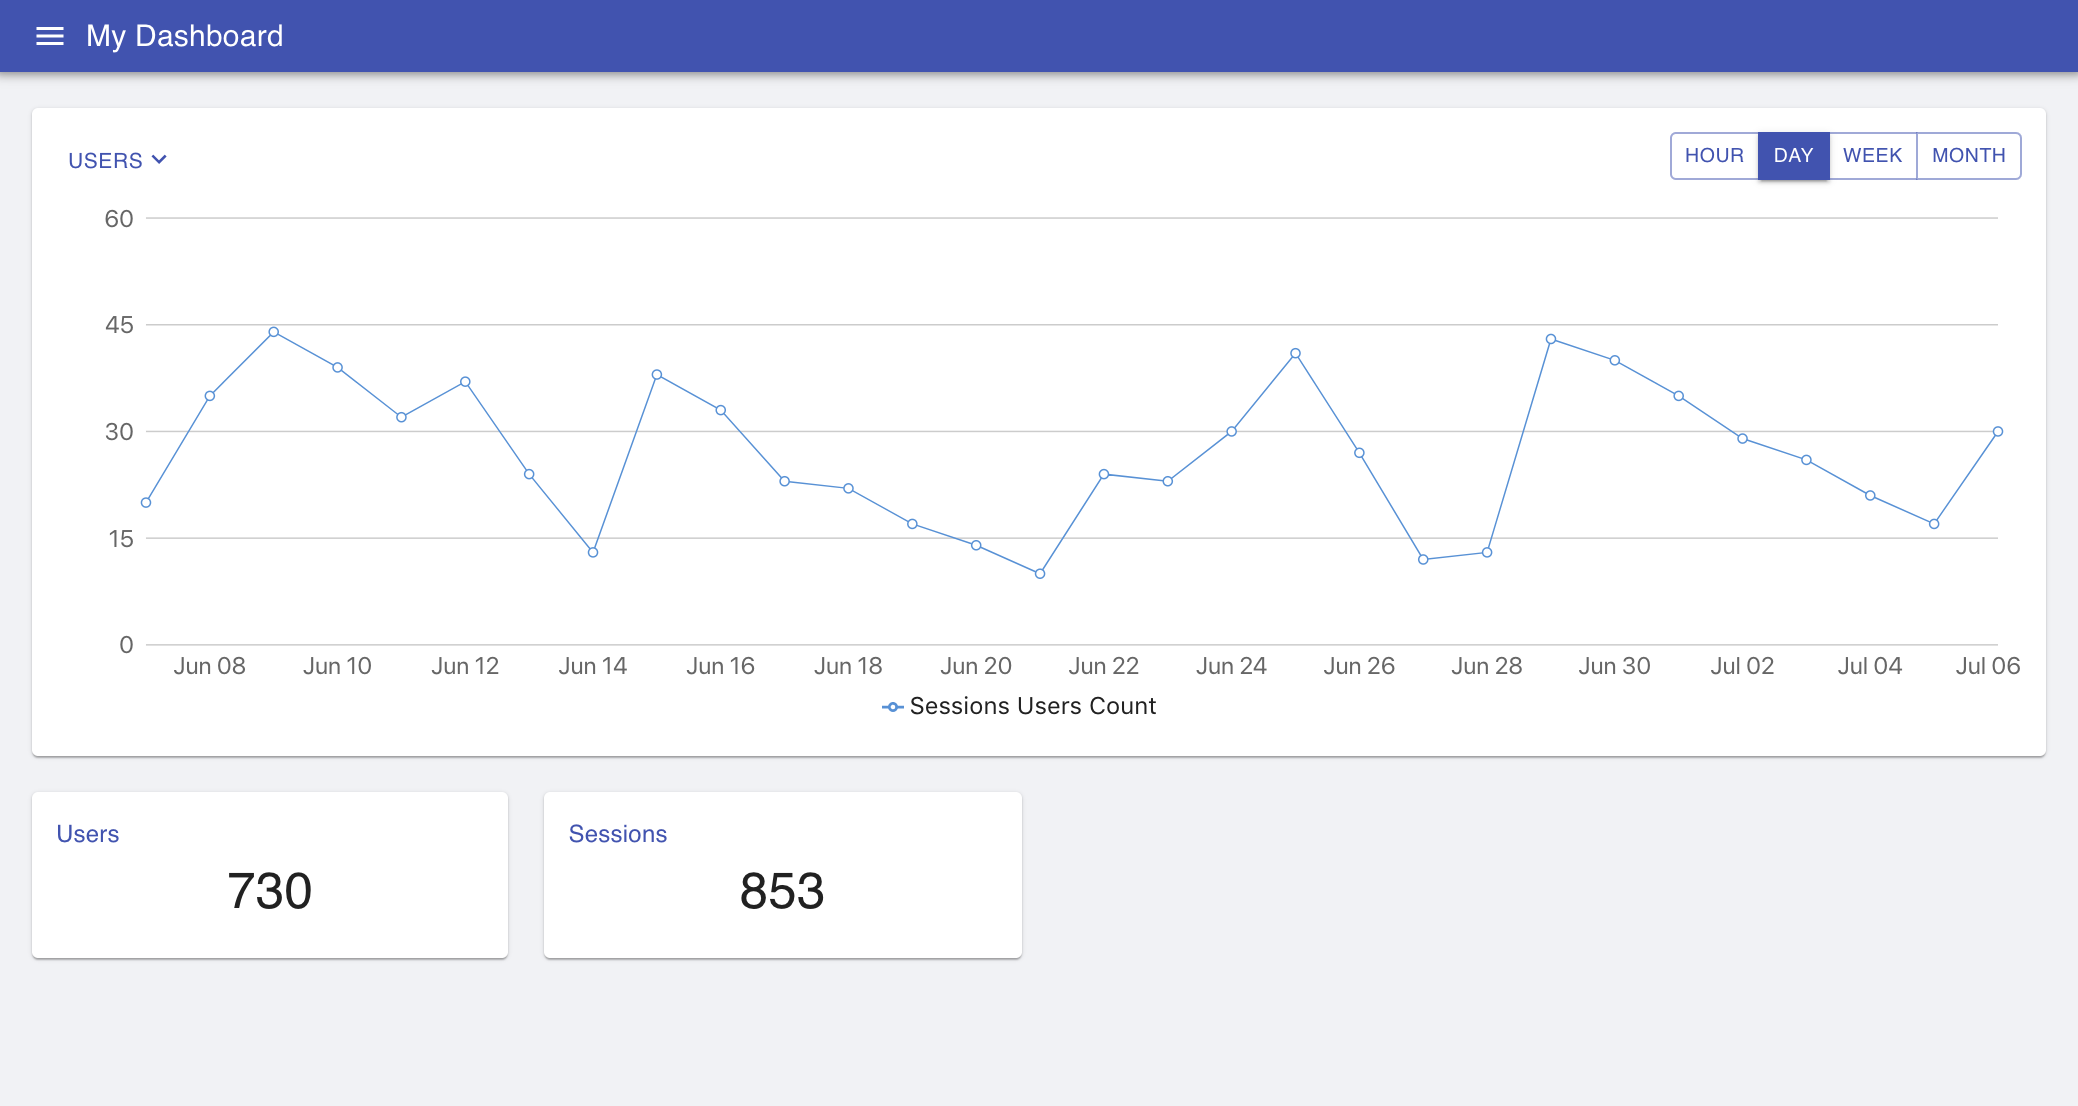 My Dashboard
USERS
HOUR DAY WEEK MONTH
60
45
30
15
0
Jun 08 Jun 10 Jun 12 Jun 14 Jun 16 Jun 18 Jun 20 Jun 22 Jun 24 Jun 26 Jun 28 Jun 30 Jul 02 Jul 04 Jul 06
Sessions Users Count
Users
730
Sessions
853